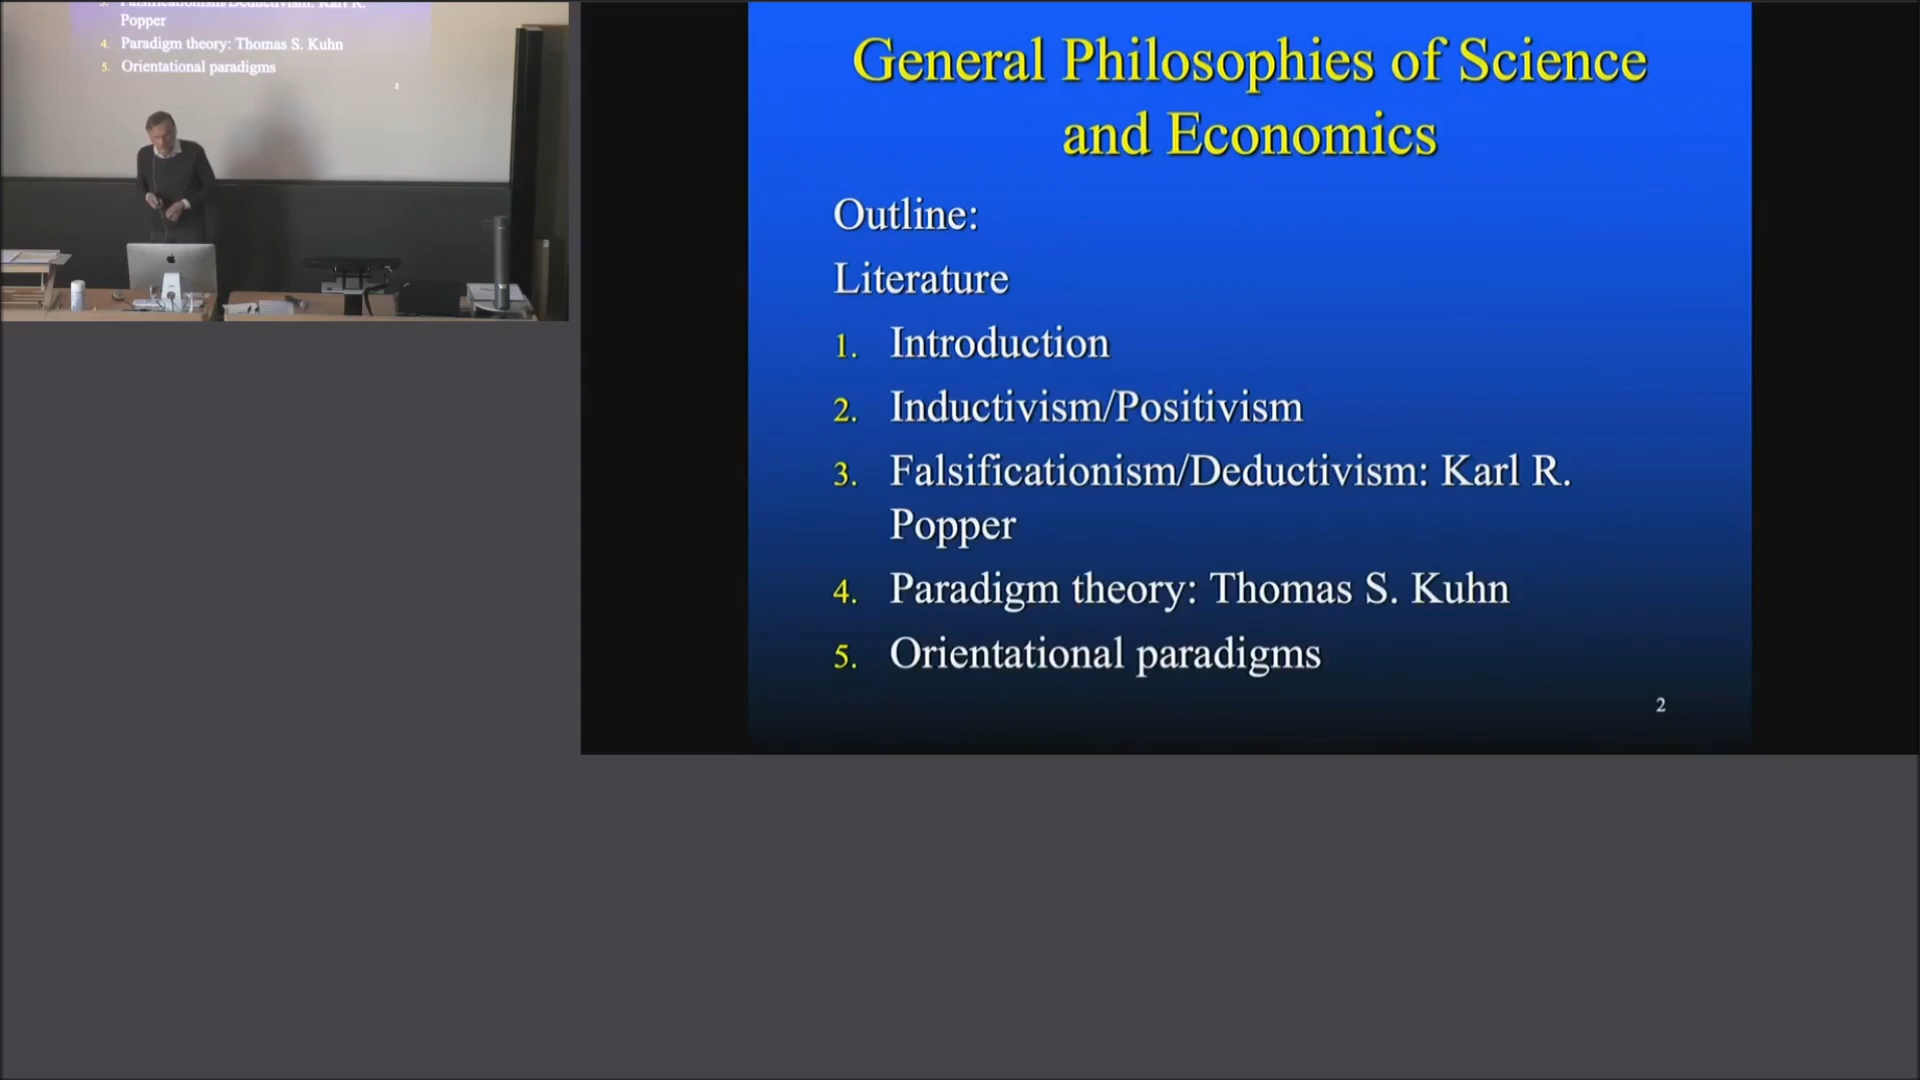 Popper
4. Paradigm theory: Thomas S. Kuhn
5. Orientational paradigms
2
General Philosophies of Science
and Economics
Outline:
Literature
1. Introduction
2. Inductivism/Positivism
3. Falsificationism/Deductivism: Karl R.
Popper
4. Paradigm theory: Thomas S. Kuhn
5. Orientational paradigms
2